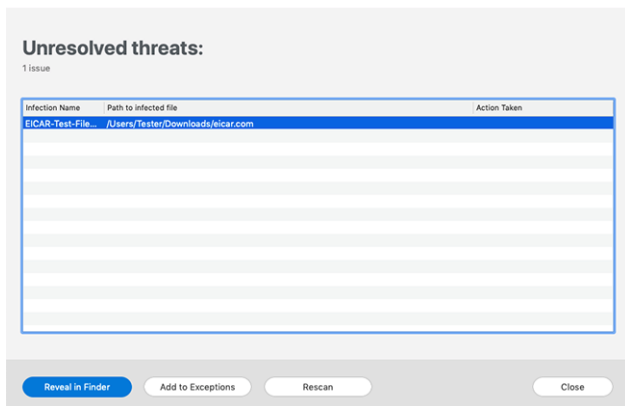 Unresolved threats:
1 issue
Infection Name Path to infected file Action Taken
EICAR-Test-File... /Users/Tester/Downloads/eicar.com
Reveal in Finder Add to Exceptions Rescan Close